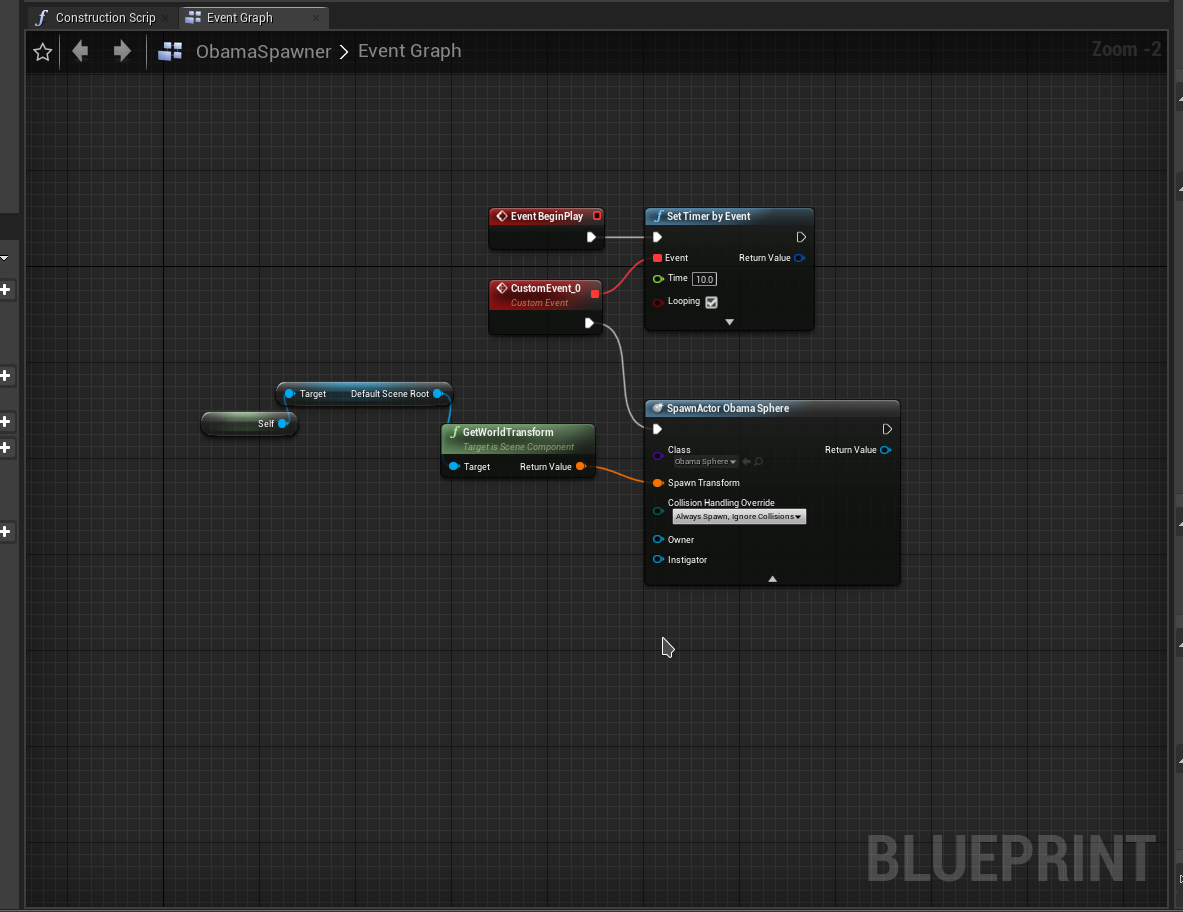 Construction Scrip
Event Graph
ObamaSpawner > Event Graph
Zoom -2
Event BeginPlay
Set Timer by Event
Event
Return Value
Time
10.0
Looping
CustomEvent_0
Custom Event
Target
Default Scene Root
Self
GetWorldTransform
Target is Scene Component
Target
Return Value
SpawnActor Obama Sphere
Class
Return Value
Obama Sphere
Spawn Transform
Collision Handling Override
Always Spawn, Ignore Collisions
Owner
Instigator
BLUEPRINT